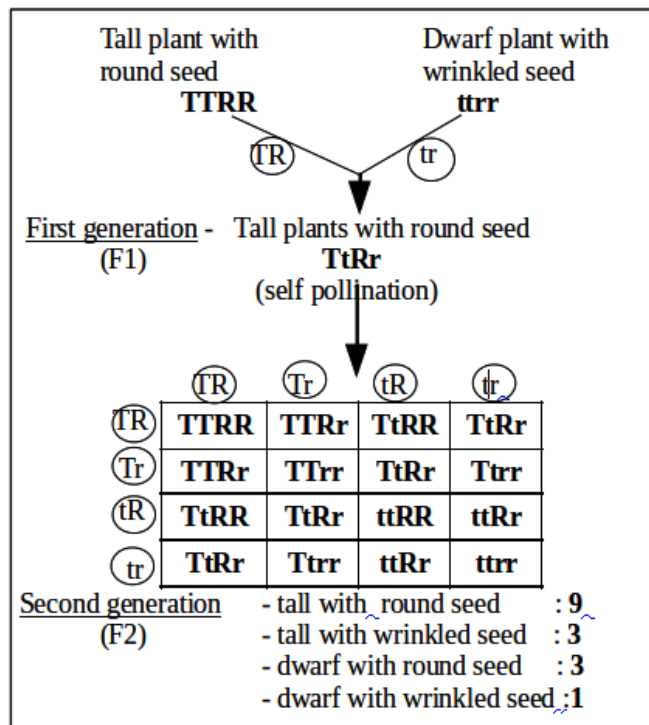 Tall plant with Dwarf plant with
round seed wrinkled seed
TTRR ttrr
TR tr
First generation - Tall plants with round seed
(F1) TtRr
(self pollination)
TR Tr tR tr
TR TTRR TTRr TtRR TtRr
Tr TTRr TTrr TtRr Ttrr
tR TtRR TtRr ttRR ttRr
tr TtRr Ttrr ttRr ttrr
Second generation - tall with round seed : 9
(F2) - tall with wrinkled seed : 3
- dwarf with round seed : 3
- dwarf with wrinkled seed :1